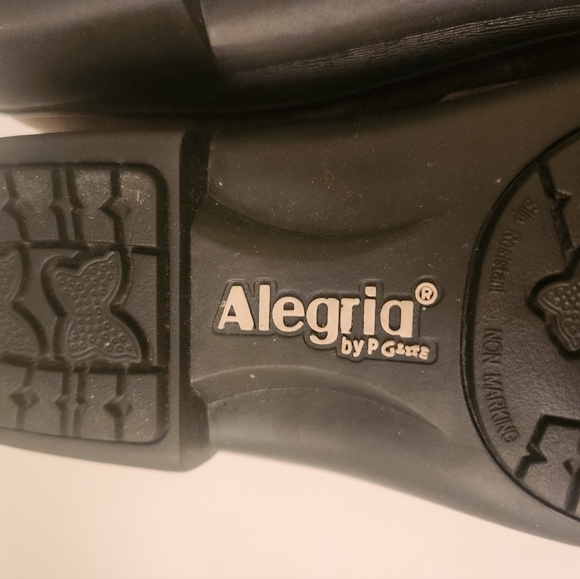 Alegria®
by PG Lite
Slip Resistant
NON MARKING